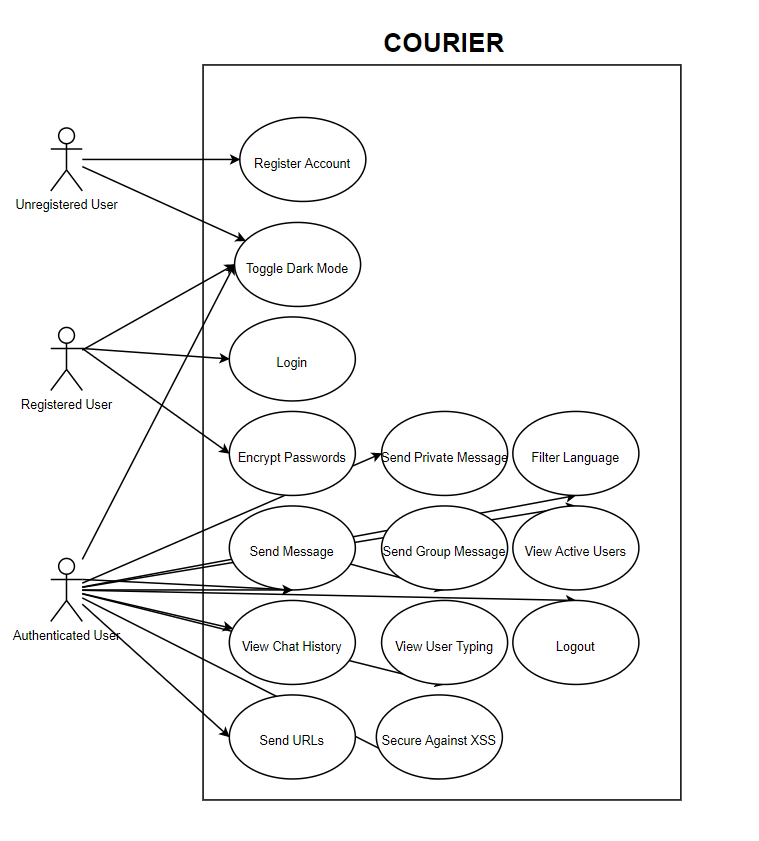 COURIER
Register Account
Unregistered User
Toggle Dark Mode
Login
Registered User
Encrypt Passwords
Send Private Message
Filter Language
Send Message
Send Group Message
View Active Users
Authenticated User
View Chat History
View User Typing
Logout
Send URLs
Secure Against XSS